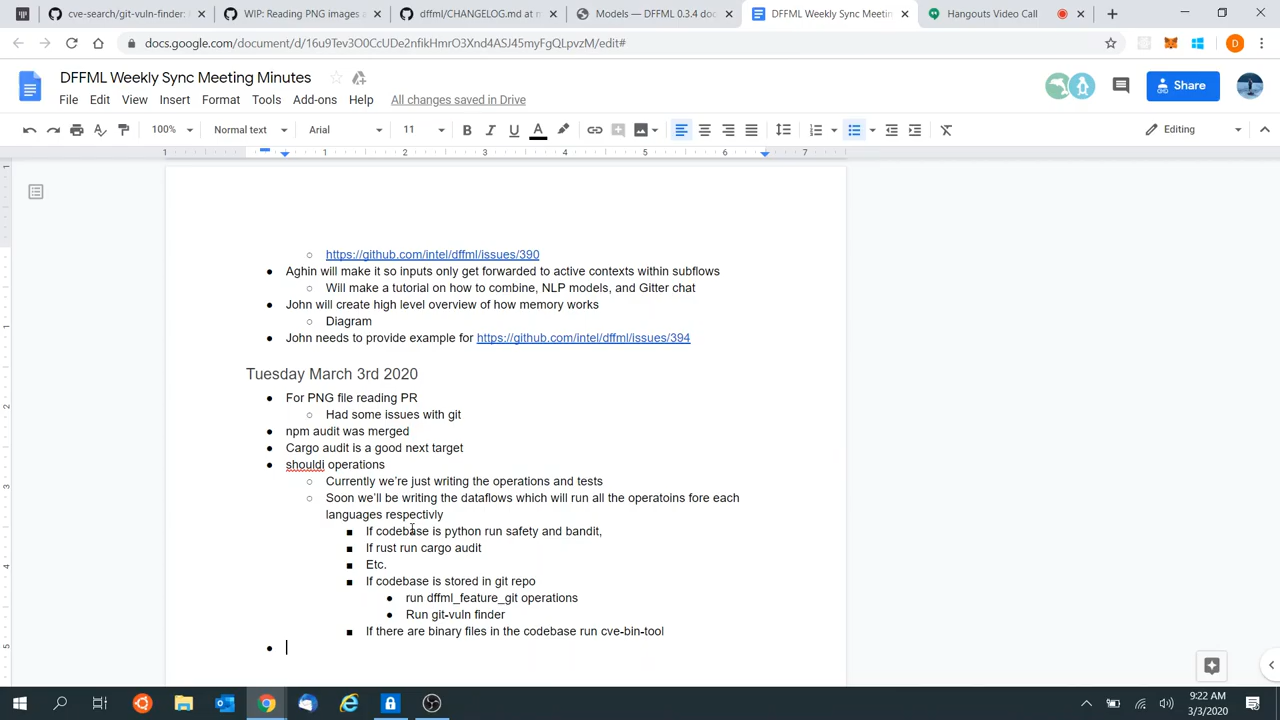 cve-search/git-vuln-finder:
WIP: Reading PNG images a
dffml/CHANGELOG.md at m
Models — DFFML 0.3.4 doc
DFFML Weekly Sync Meetin
Hangouts Video Call
docs.google.com/document/d/16u9Tev3O0CcUDe2nfikHmrO3Xnd4ASJ45myFgQLpvzM/edit#
D
DFFML Weekly Sync Meeting Minutes
File Edit View Insert Format Tools Add-ons Help All changes saved in Drive
Share
100% Normal text Arial 11 B I U A Editing
1 1 2 3 4 5 6 7
https://github.com/intel/dffml/issues/390
Aghin will make it so inputs only get forwarded to active contexts within subflows
Will make a tutorial on how to combine, NLP models, and Gitter chat
John will create high level overview of how memory works
Diagram
John needs to provide example for https://github.com/intel/dffml/issues/394
Tuesday March 3rd 2020
For PNG file reading PR
Had some issues with git
npm audit was merged
Cargo audit is a good next target
shouldi operations
Currently we're just writing the operations and tests
Soon we'll be writing the dataflows which will run all the operatoins fore each
languages respectivly
If codebase is python run safety and bandit,
If rust run cargo audit
Etc.
If codebase is stored in git repo
run dffml_feature_git operations
Run git-vuln finder
If there are binary files in the codebase run cve-bin-tool
9:22 AM
3/3/2020